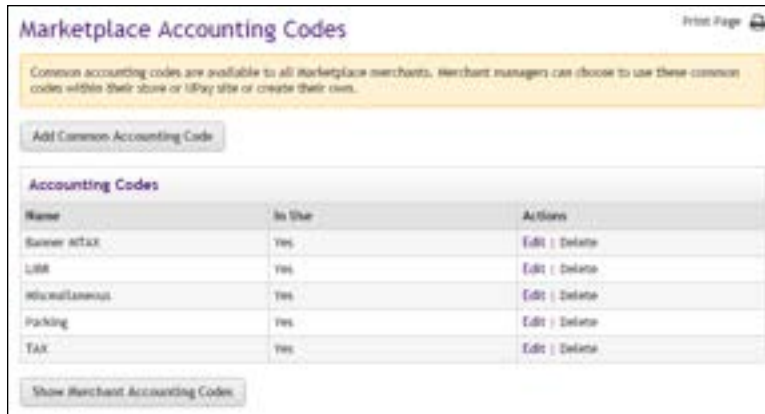 Marketplace Accounting Codes
Print Page
Common accounting codes are available to all Marketplace merchants. Merchant managers can choose to use these common
codes within their store or UPay site or create their own.
Add Common Accounting Code
Accounting Codes
Name In Use Actions
Banner Yes Edit | Delete
Yes Edit | Delete
Miscellaneous Yes Edit | Delete
Parking Yes Edit | Delete
TAX Yes Edit | Delete
Show Merchant Accounting Codes